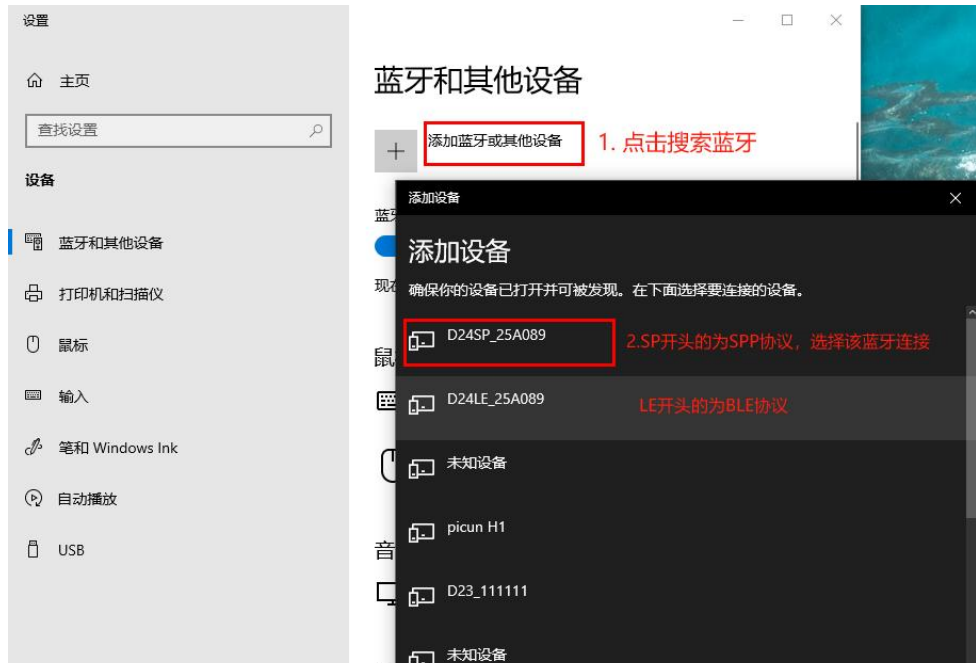 设置
主页
查找设置
设备
蓝牙和其他设备
打印机和扫描仪
鼠标
输入
笔和 Windows Ink
自动播放
USB
蓝牙和其他设备
添加蓝牙或其他设备
1. 点击搜索蓝牙
蓝牙
现在
鼠
音
添加设备
添加设备
确保你的设备已打开并可被发现。在下面选择要连接的设备。
D24SP_25A089
2.SP开头的为SPP协议，选择该蓝牙连接
D24LE_25A089
LE开头的为BLE协议
未知设备
picun H1
D23_111111
未知设备